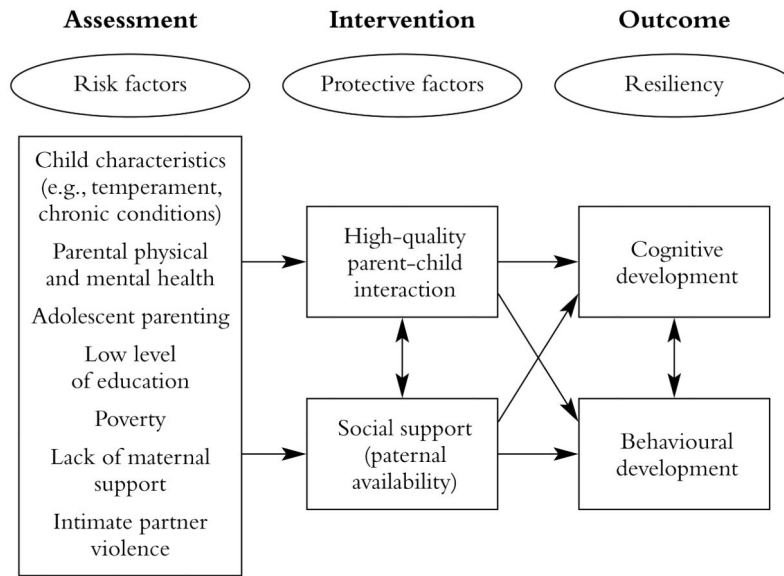 Assessment
Intervention
Outcome
Risk factors
Protective factors
Resiliency
Child characteristics
(e.g., temperament,
chronic conditions)
Parental physical
and mental health
Adolescent parenting
Low level
of education
Poverty
Lack of maternal
support
Intimate partner
violence
High-quality
parent-child
interaction
Social support
(paternal
availability)
Cognitive
development
Behavioural
development